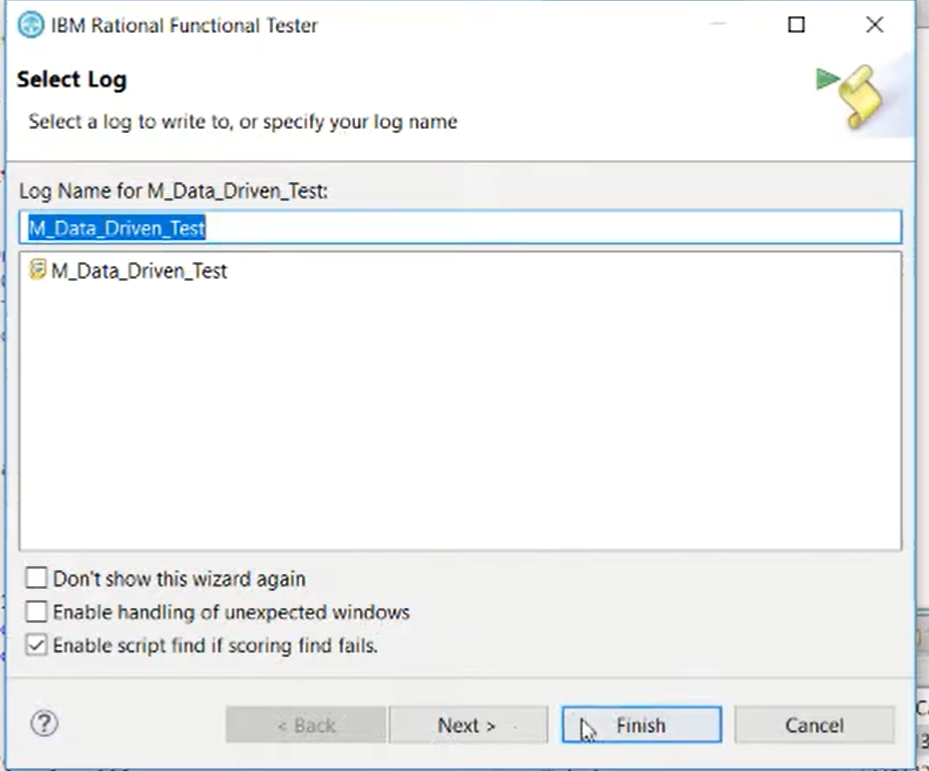 IBM Rational Functional Tester
Select Log
Select a log to write to, or specify your log name
Log Name for M_Data_Driven_Test:
M_Data_Driven_Test
M_Data_Driven_Test
Don't show this wizard again
Enable handling of unexpected windows
Enable script find if scoring find fails.
? < Back Next > Finish Cancel